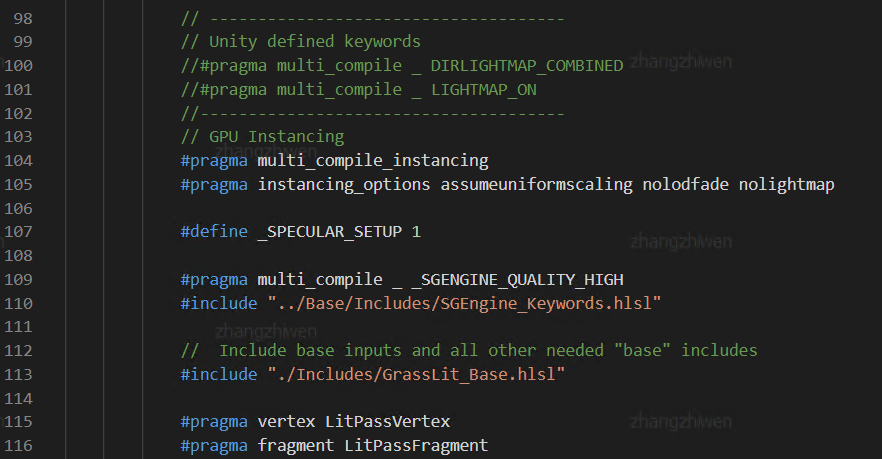 98 // -------------------------------------
99 // Unity defined keywords
100 //#pragma multi_compile _ DIRLIGHTMAP_COMBINED
101 //#pragma multi_compile _ LIGHTMAP_ON
102 //--------------------------------------
103 // GPU Instancing
104 #pragma multi_compile_instancing
105 #pragma instancing_options assumeuniformscaling nolodfade nolightmap
106
107 #define _SPECULAR_SETUP 1
108
109 #pragma multi_compile _ _SGENGINE_QUALITY_HIGH
110 #include "../Base/Includes/SGEngine_Keywords.hlsl"
111
112 //  Include base inputs and all other needed "base" includes
113 #include "./Includes/GrassLit_Base.hlsl"
114
115 #pragma vertex LitPassVertex
116 #pragma fragment LitPassFragment
zhangzhiwen
zhangzhiwen
zhangzhiwen
zhangzhiwen
zhangzhiwen